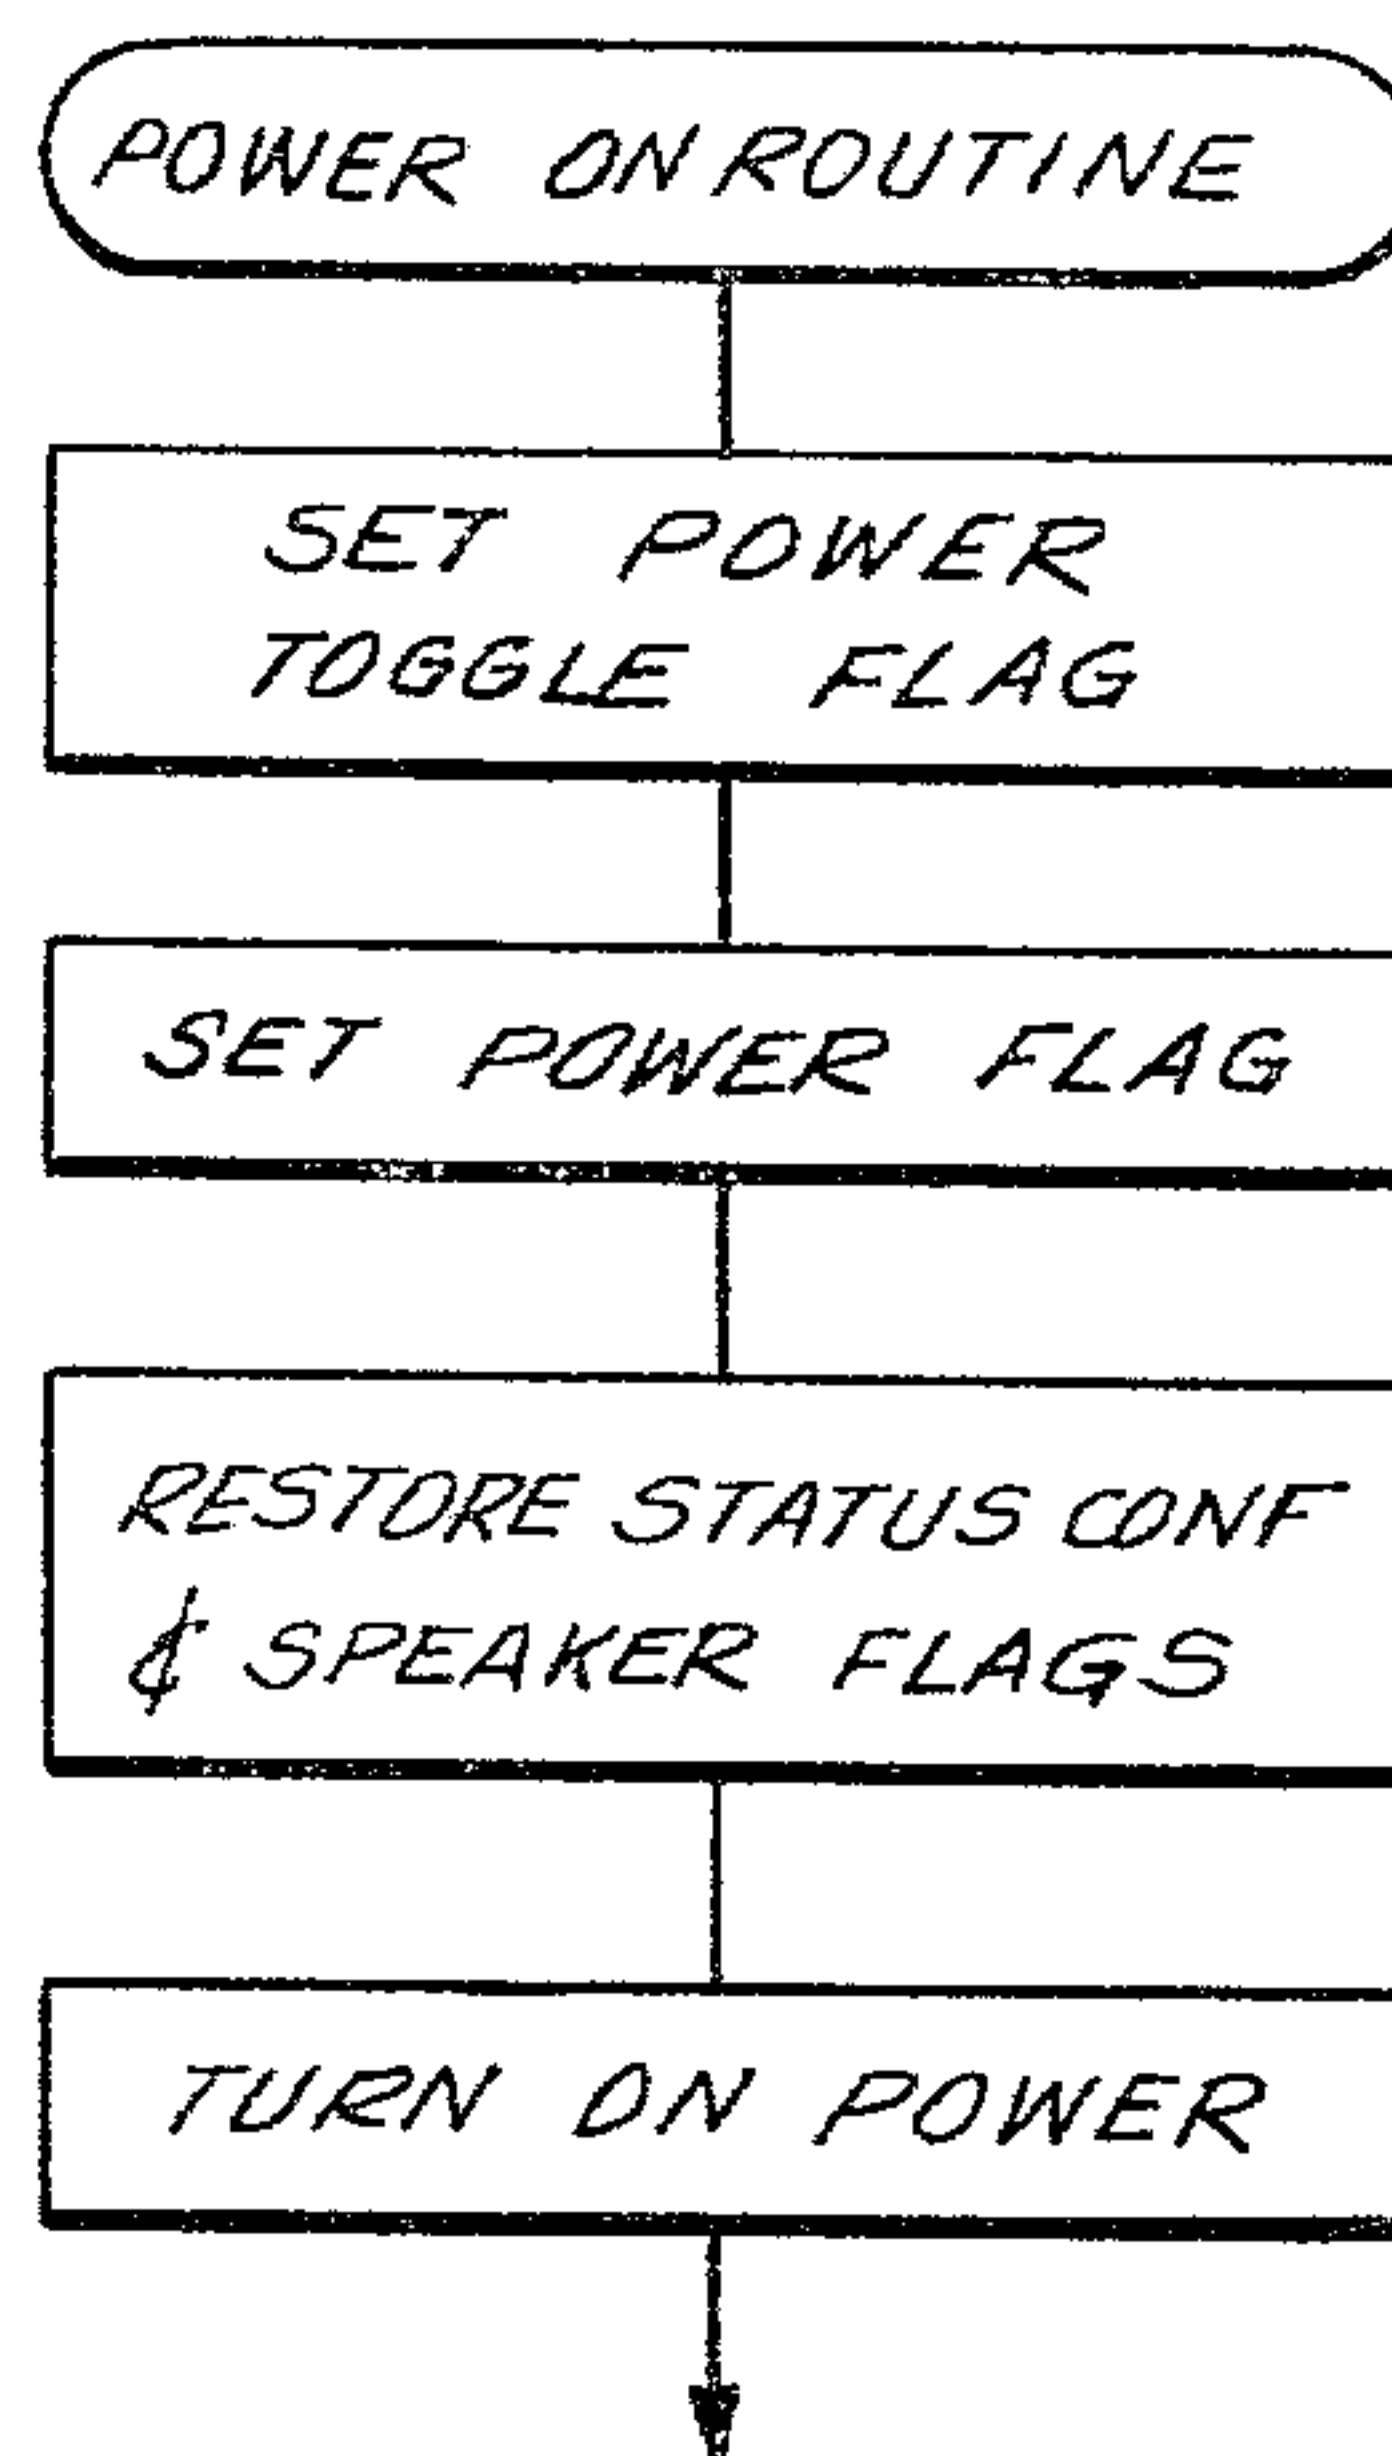 POWER ON ROUTINE
SET POWER
TOGGLE FLAG
SET POWER FLAG
RESTORE STATUS CONF
& SPEAKER FLAGS
TURN ON POWER